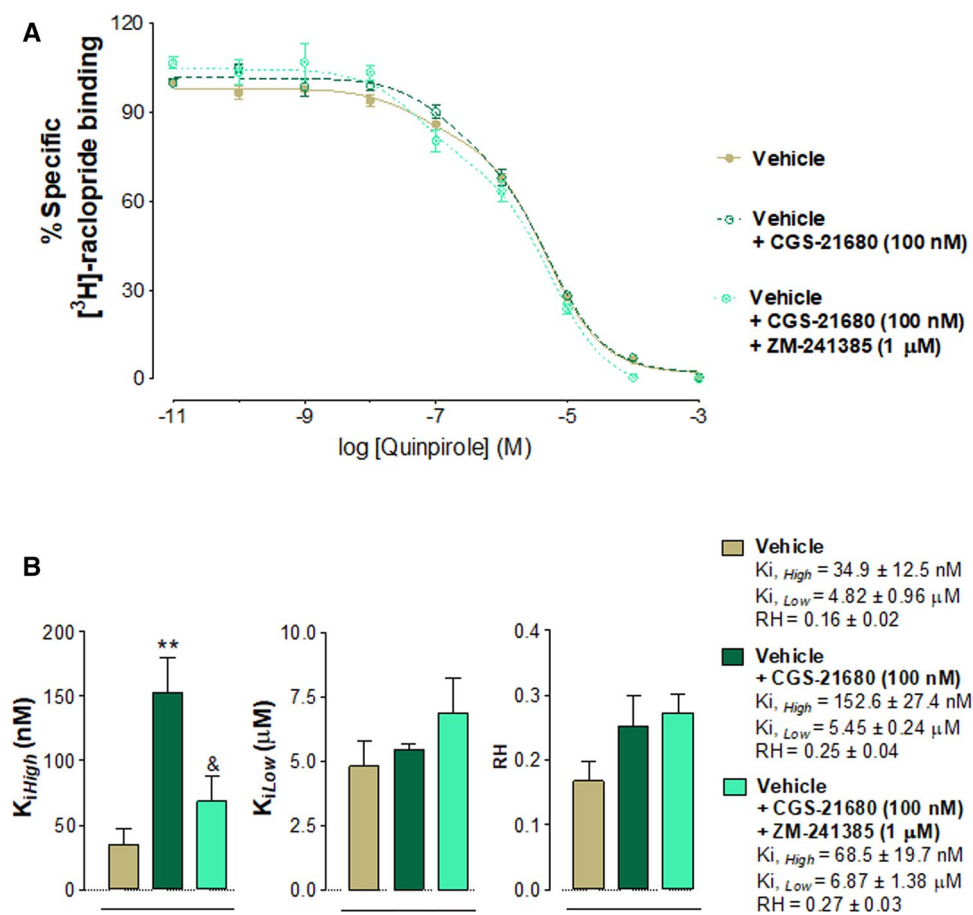 A
120
90
60
30
0
% Specific
[³H]-raclopride binding
-11
-9
-7
-5
-3
log [Quinpirole] (M)
Vehicle
Vehicle
+ CGS-21680 (100 nM)
Vehicle
+ CGS-21680 (100 nM)
+ ZM-241385 (1 µM)
B
200
150
100
50
0
KiHigh (nM)
**
&
10.0
7.5
5.0
2.5
0.0
KiLow (µM)
0.4
0.3
0.2
0.1
0.0
RH
Vehicle
Ki, High = 34.9 ± 12.5 nM
Ki, Low = 4.82 ± 0.96 µM
RH = 0.16 ± 0.02
Vehicle
+ CGS-21680 (100 nM)
Ki, High = 152.6 ± 27.4 nM
Ki, Low = 5.45 ± 0.24 µM
RH = 0.25 ± 0.04
Vehicle
+ CGS-21680 (100 nM)
+ ZM-241385 (1 µM)
Ki, High = 68.5 ± 19.7 nM
Ki, Low = 6.87 ± 1.38 µM
RH = 0.27 ± 0.03